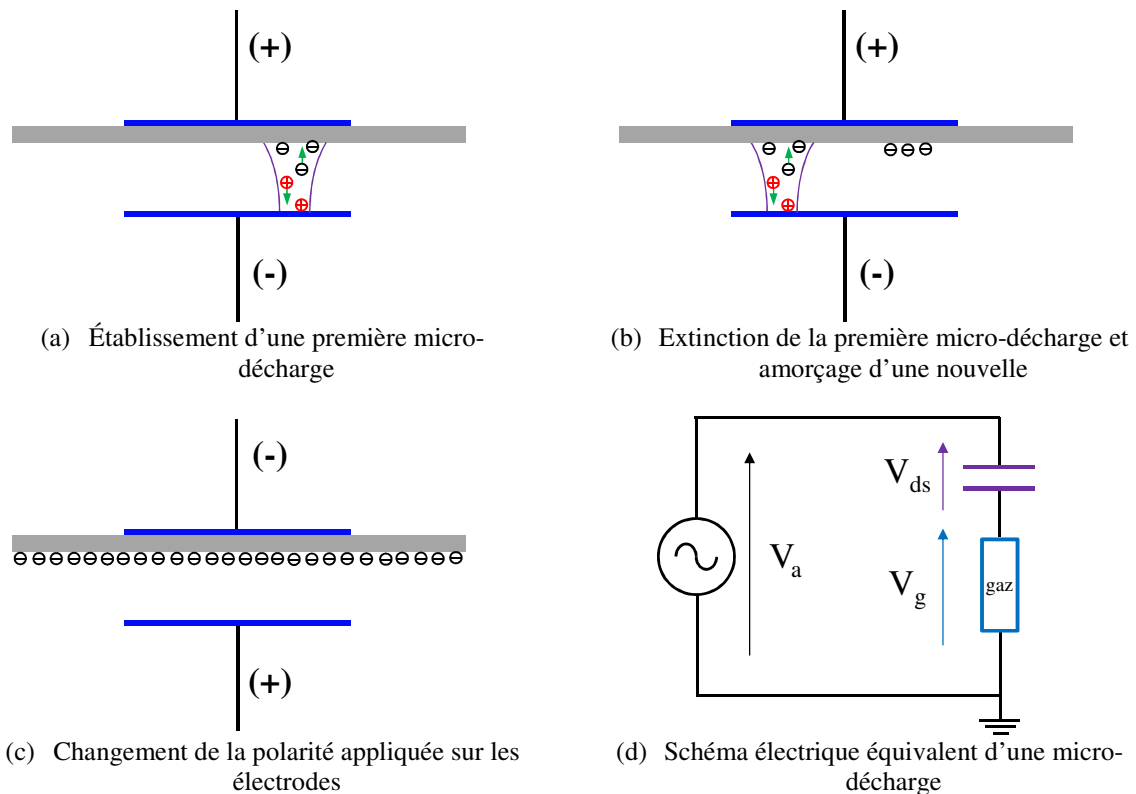 (+)
(-)
(a) Établissement d'une première micro-
décharge
(+)
(-)
(b) Extinction de la première micro-décharge et
amorçage d'une nouvelle
(-)
(+)
(c) Changement de la polarité appliquée sur les
électrodes
V_a
V_ds
V_g
gaz
(d) Schéma électrique équivalent d'une micro-
décharge